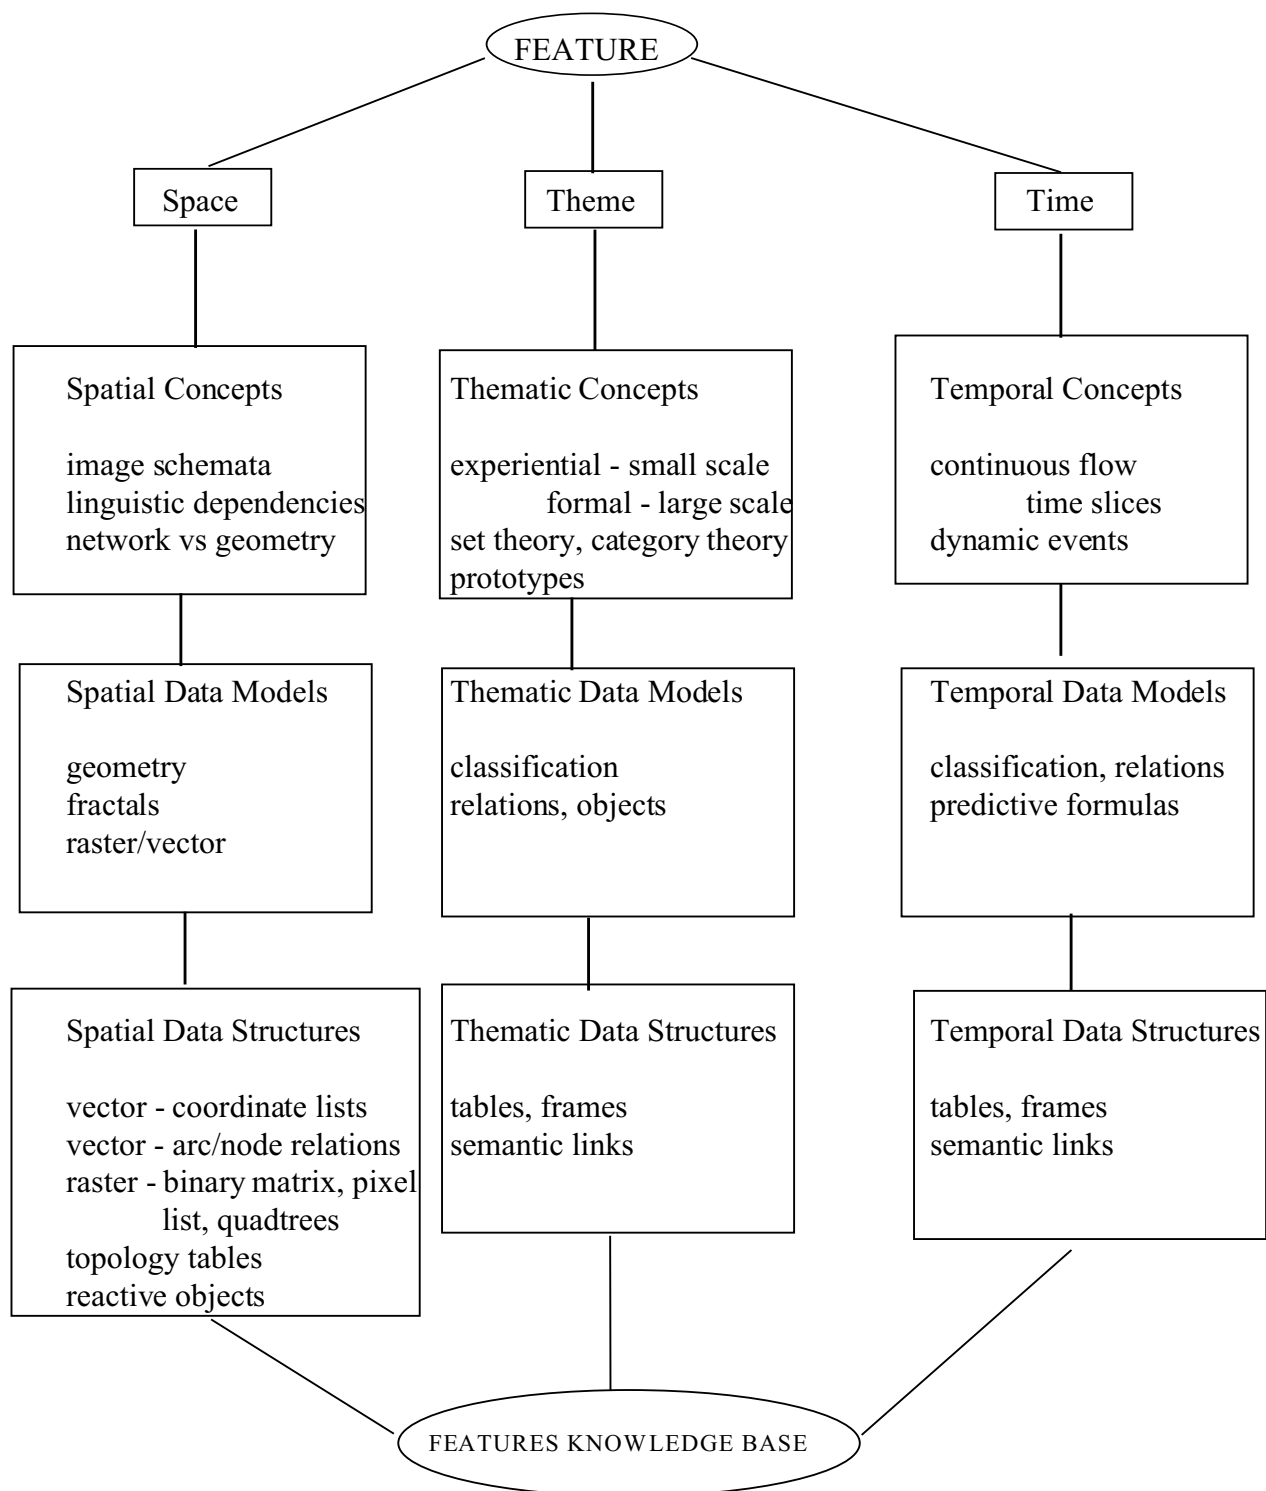 FEATURE
Space
Theme
Time
Spatial Concepts
image schemata
linguistic dependencies
network vs geometry
Thematic Concepts
experiential - small scale
formal - large scale
set theory, category theory
prototypes
Temporal Concepts
continuous flow
time slices
dynamic events
Spatial Data Models
geometry
fractals
raster/vector
Thematic Data Models
classification
relations, objects
Temporal Data Models
classification, relations
predictive formulas
Spatial Data Structures
vector - coordinate lists
vector - arc/node relations
raster - binary matrix, pixel
list, quadtrees
topology tables
reactive objects
Thematic Data Structures
tables, frames
semantic links
Temporal Data Structures
tables, frames
semantic links
FEATURES KNOWLEDGE BASE